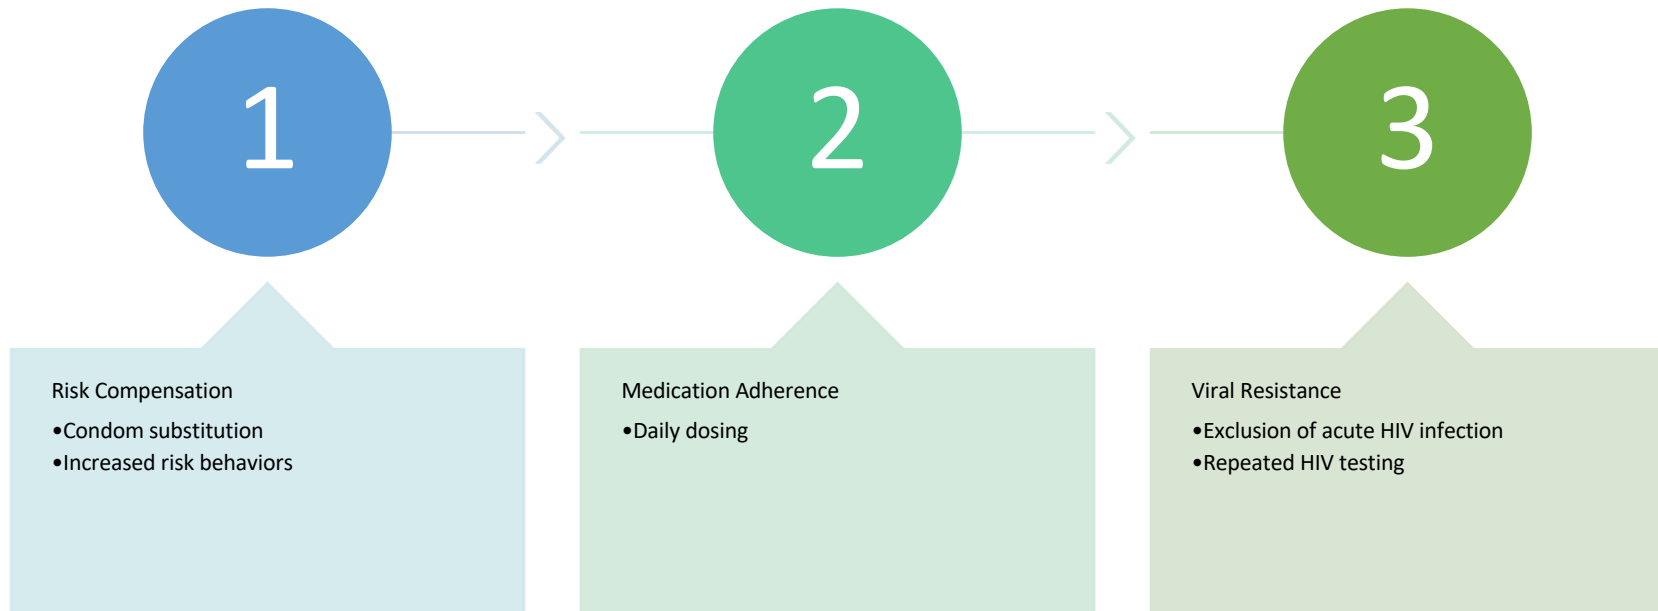 1
2
3
Risk Compensation
•Condom substitution
•Increased risk behaviors
Medication Adherence
•Daily dosing
Viral Resistance
•Exclusion of acute HIV infection
•Repeated HIV testing